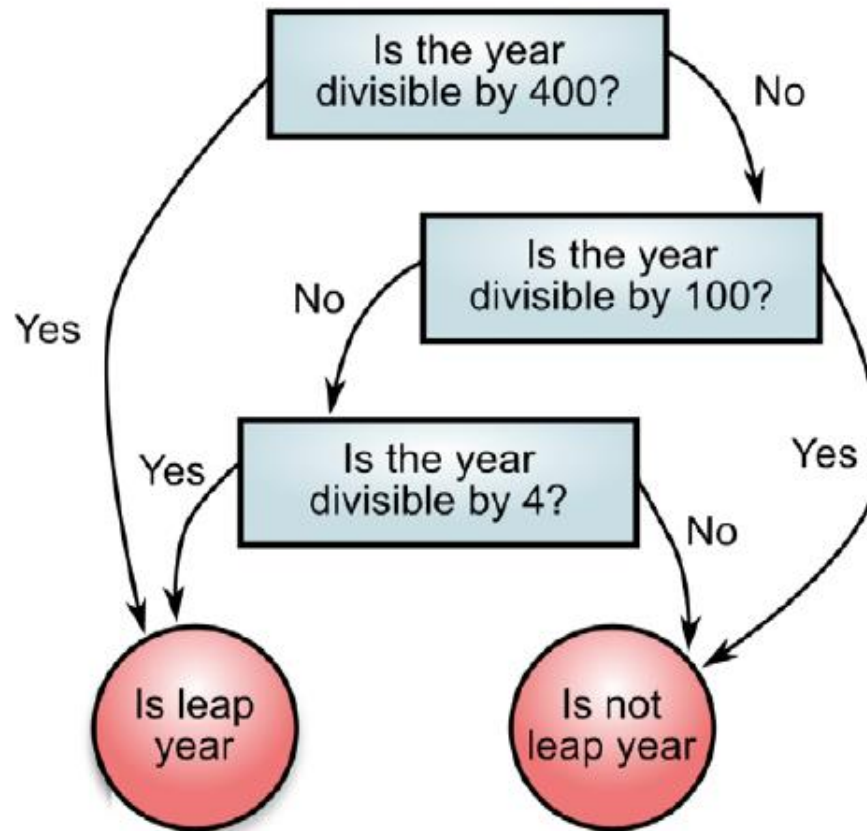 Is the year
divisible by 400?
No
Is the year
divisible by 100?
No
Yes
Is the year
divisible by 4?
Yes
Yes
No
Is leap
year
Is not
leap year